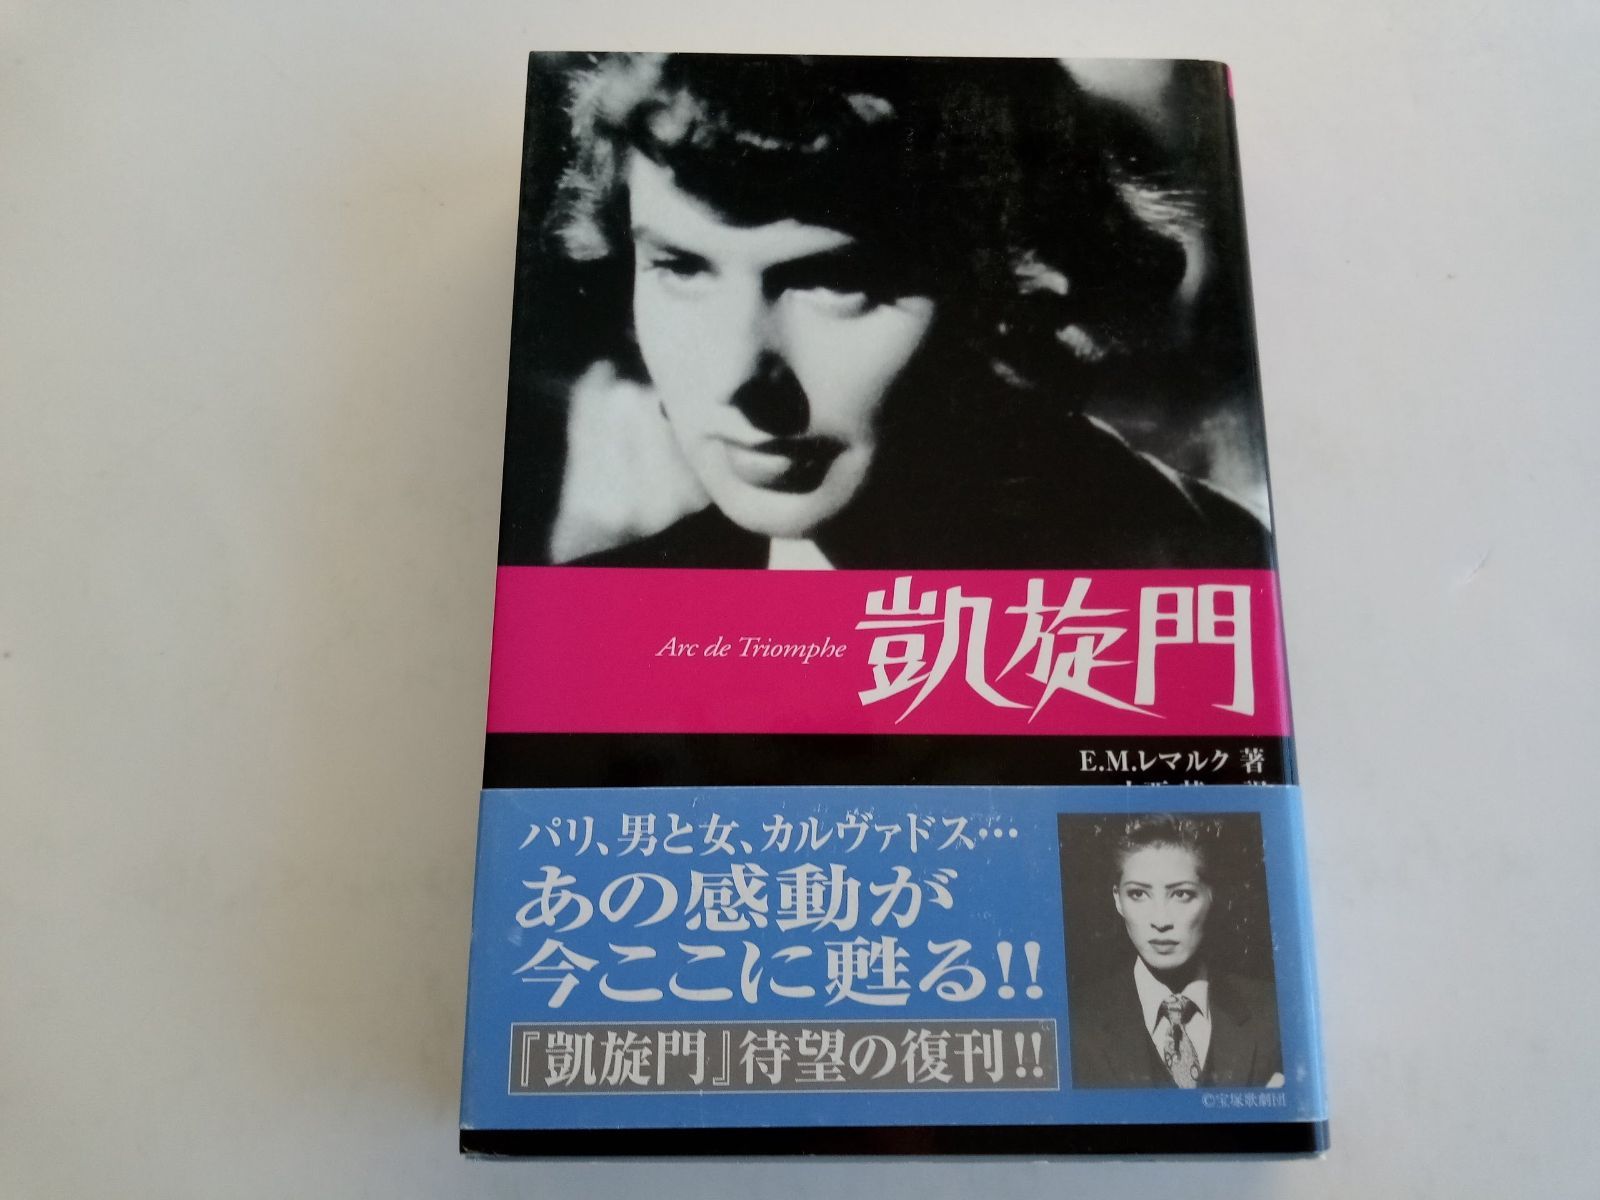 Arc de Triomphe 凱旋門
E.M.レマルク 著
パリ、男と女、カルヴァドス…
あの感動が
今ここに甦る!!
『凱旋門』待望の復刊!!
©宝塚歌劇団